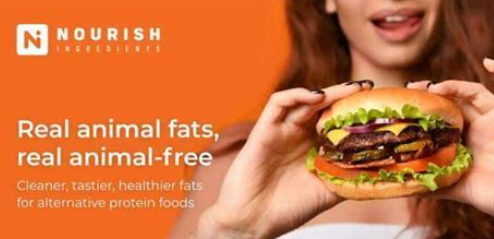 NOURISH
INGREDIENTS
Real animal fats,
real animal-free
Cleaner, tastier, healthier fats
for alternative protein foods